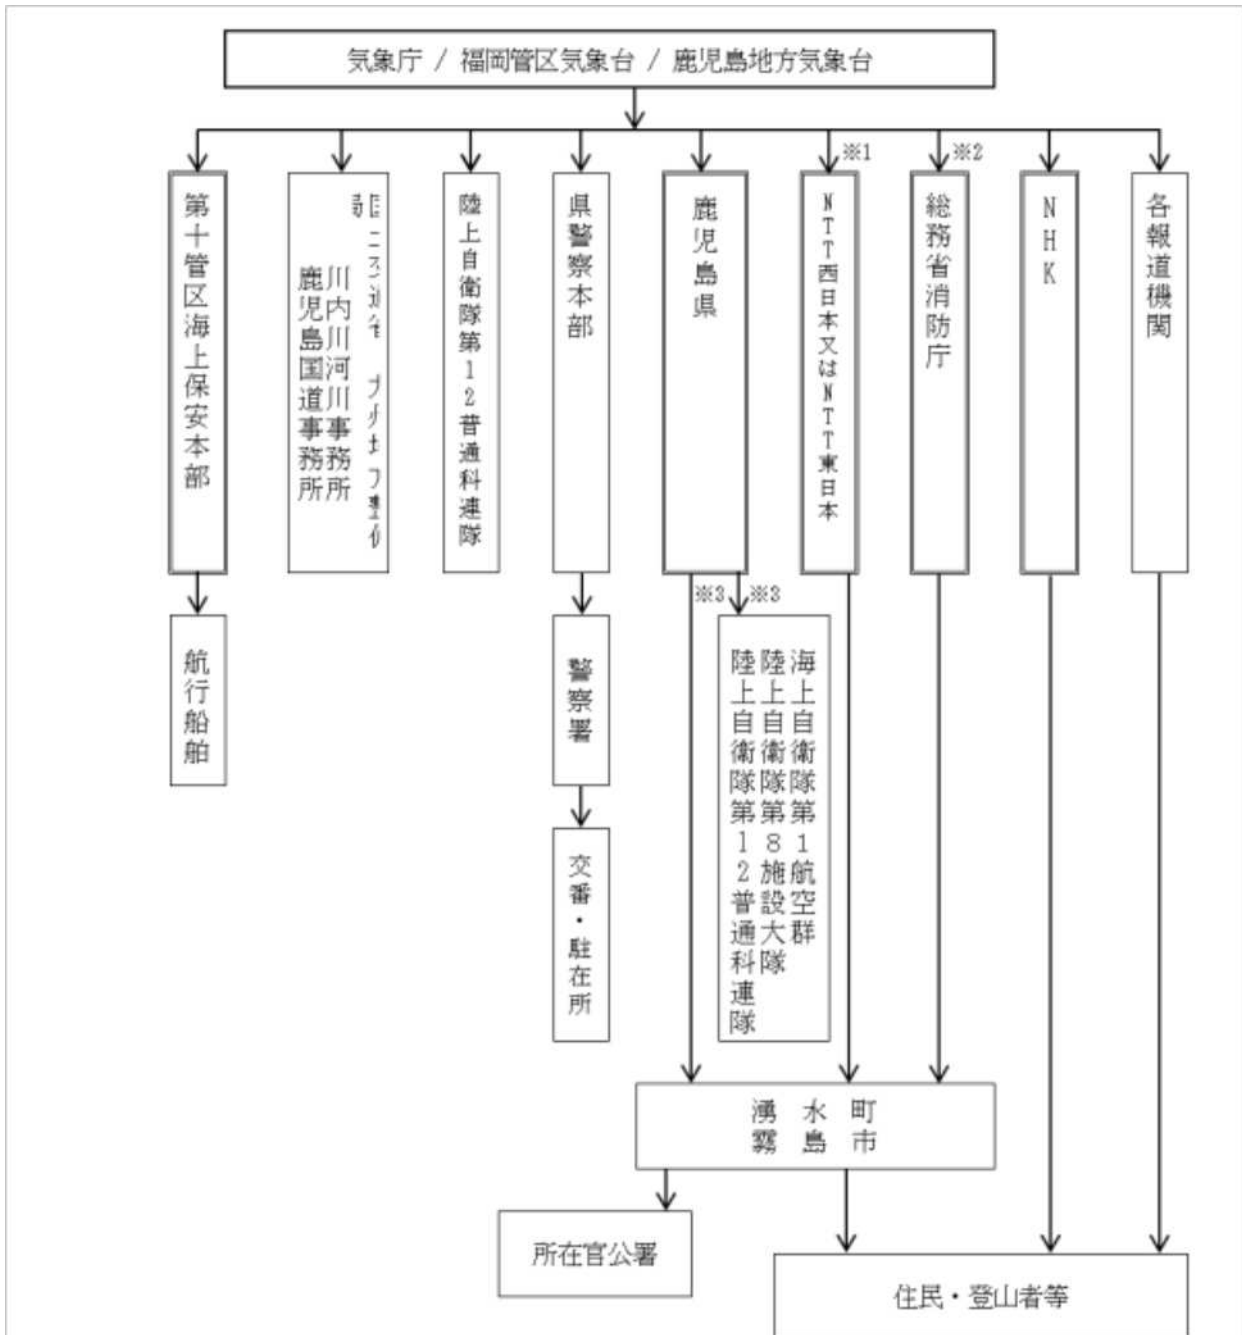 気象庁 / 福岡管区気象台 / 鹿児島地方気象台
※1
※2
第十管区海上保安本部
局
川内川河川事務所
鹿児島国道事務所
陸上自衛隊第12普通科連隊
県警察本部
鹿児島県
NTT西日本又はNTT東日本
総務省消防庁
NHK
各報道機関
※3
※3
航行船舶
警察署
海上自衛隊第1航空群
陸上自衛隊第8施設大隊
陸上自衛隊第12普通科連隊
交番・駐在所
湧水町
霧島市
所在官公署
住民・登山者等